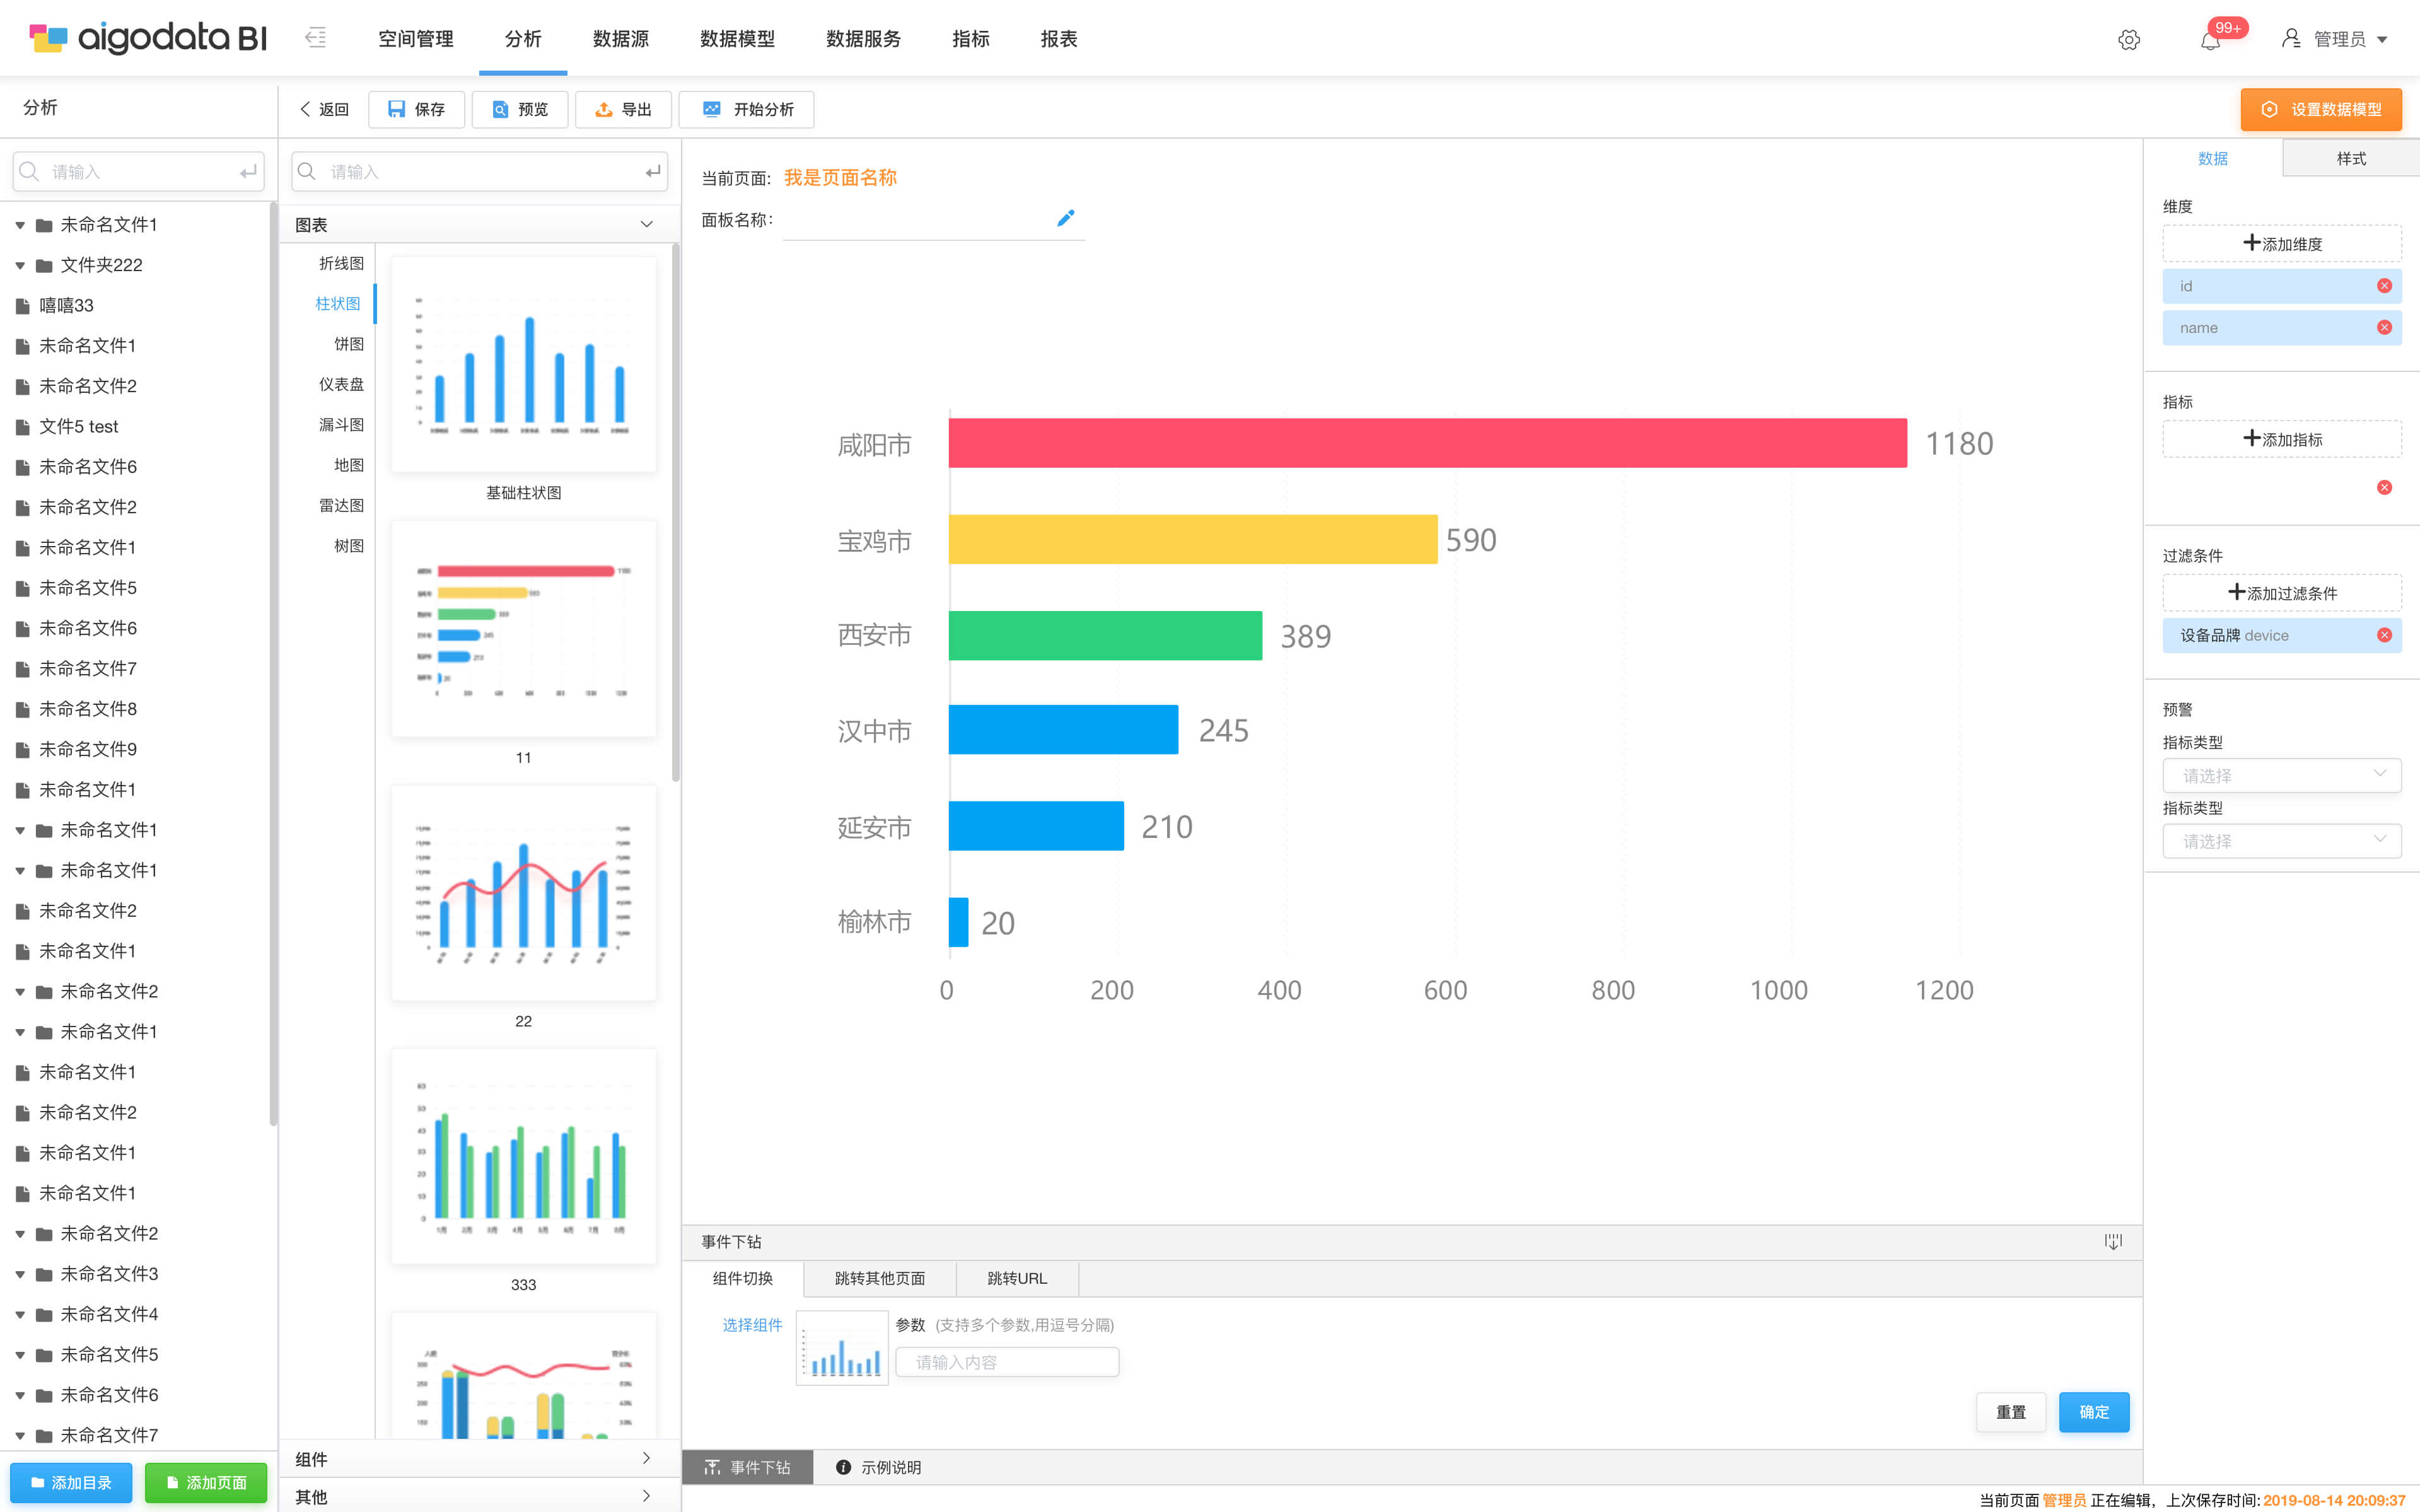 aigodata BI
空间管理 分析 数据源 数据模型 数据服务 指标 报表
99+
管理员
分析
返回 保存 预览 导出 开始分析
设置数据模型
请输入
未命名文件1
文件夹222
嘻嘻33
未命名文件1
未命名文件2
文件5 test
未命名文件6
未命名文件2
未命名文件1
未命名文件5
未命名文件6
未命名文件7
未命名文件8
未命名文件9
未命名文件1
未命名文件1
未命名文件1
未命名文件2
未命名文件1
未命名文件2
未命名文件1
未命名文件1
未命名文件2
未命名文件1
未命名文件1
未命名文件2
未命名文件3
未命名文件4
未命名文件5
未命名文件6
未命名文件7
添加目录 添加页面
请输入
图表
折线图
柱状图
饼图
仪表盘
漏斗图
地图
雷达图
树图
基础柱状图
11
22
333
组件
其他
当前页面: 我是页面名称
面板名称:
咸阳市 1180
宝鸡市 590
西安市 389
汉中市 245
延安市 210
榆林市 20
0 200 400 600 800 1000 1200
事件下钻
组件切换 跳转其他页面 跳转URL
选择组件 参数 (支持多个参数,用逗号分隔)
请输入内容
重置 确定
事件下钻 示例说明
数据 样式
维度
添加维度
id
name
指标
添加指标
过滤条件
添加过滤条件
设备品牌 device
预警
指标类型
请选择
指标类型
请选择
当前页面 管理员 正在编辑，上次保存时间: 2019-08-14 20:09:37